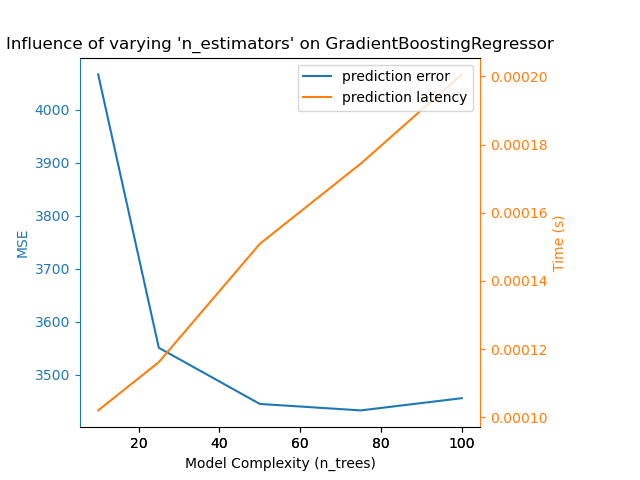 Influence of varying 'n_estimators' on GradientBoostingRegressor
prediction error
prediction latency
MSE
4000
3900
3800
3700
3600
3500
0.00020
0.00018
0.00016
0.00014
0.00012
0.00010
Time (s)
20 40 60 80 100
Model Complexity (n_trees)